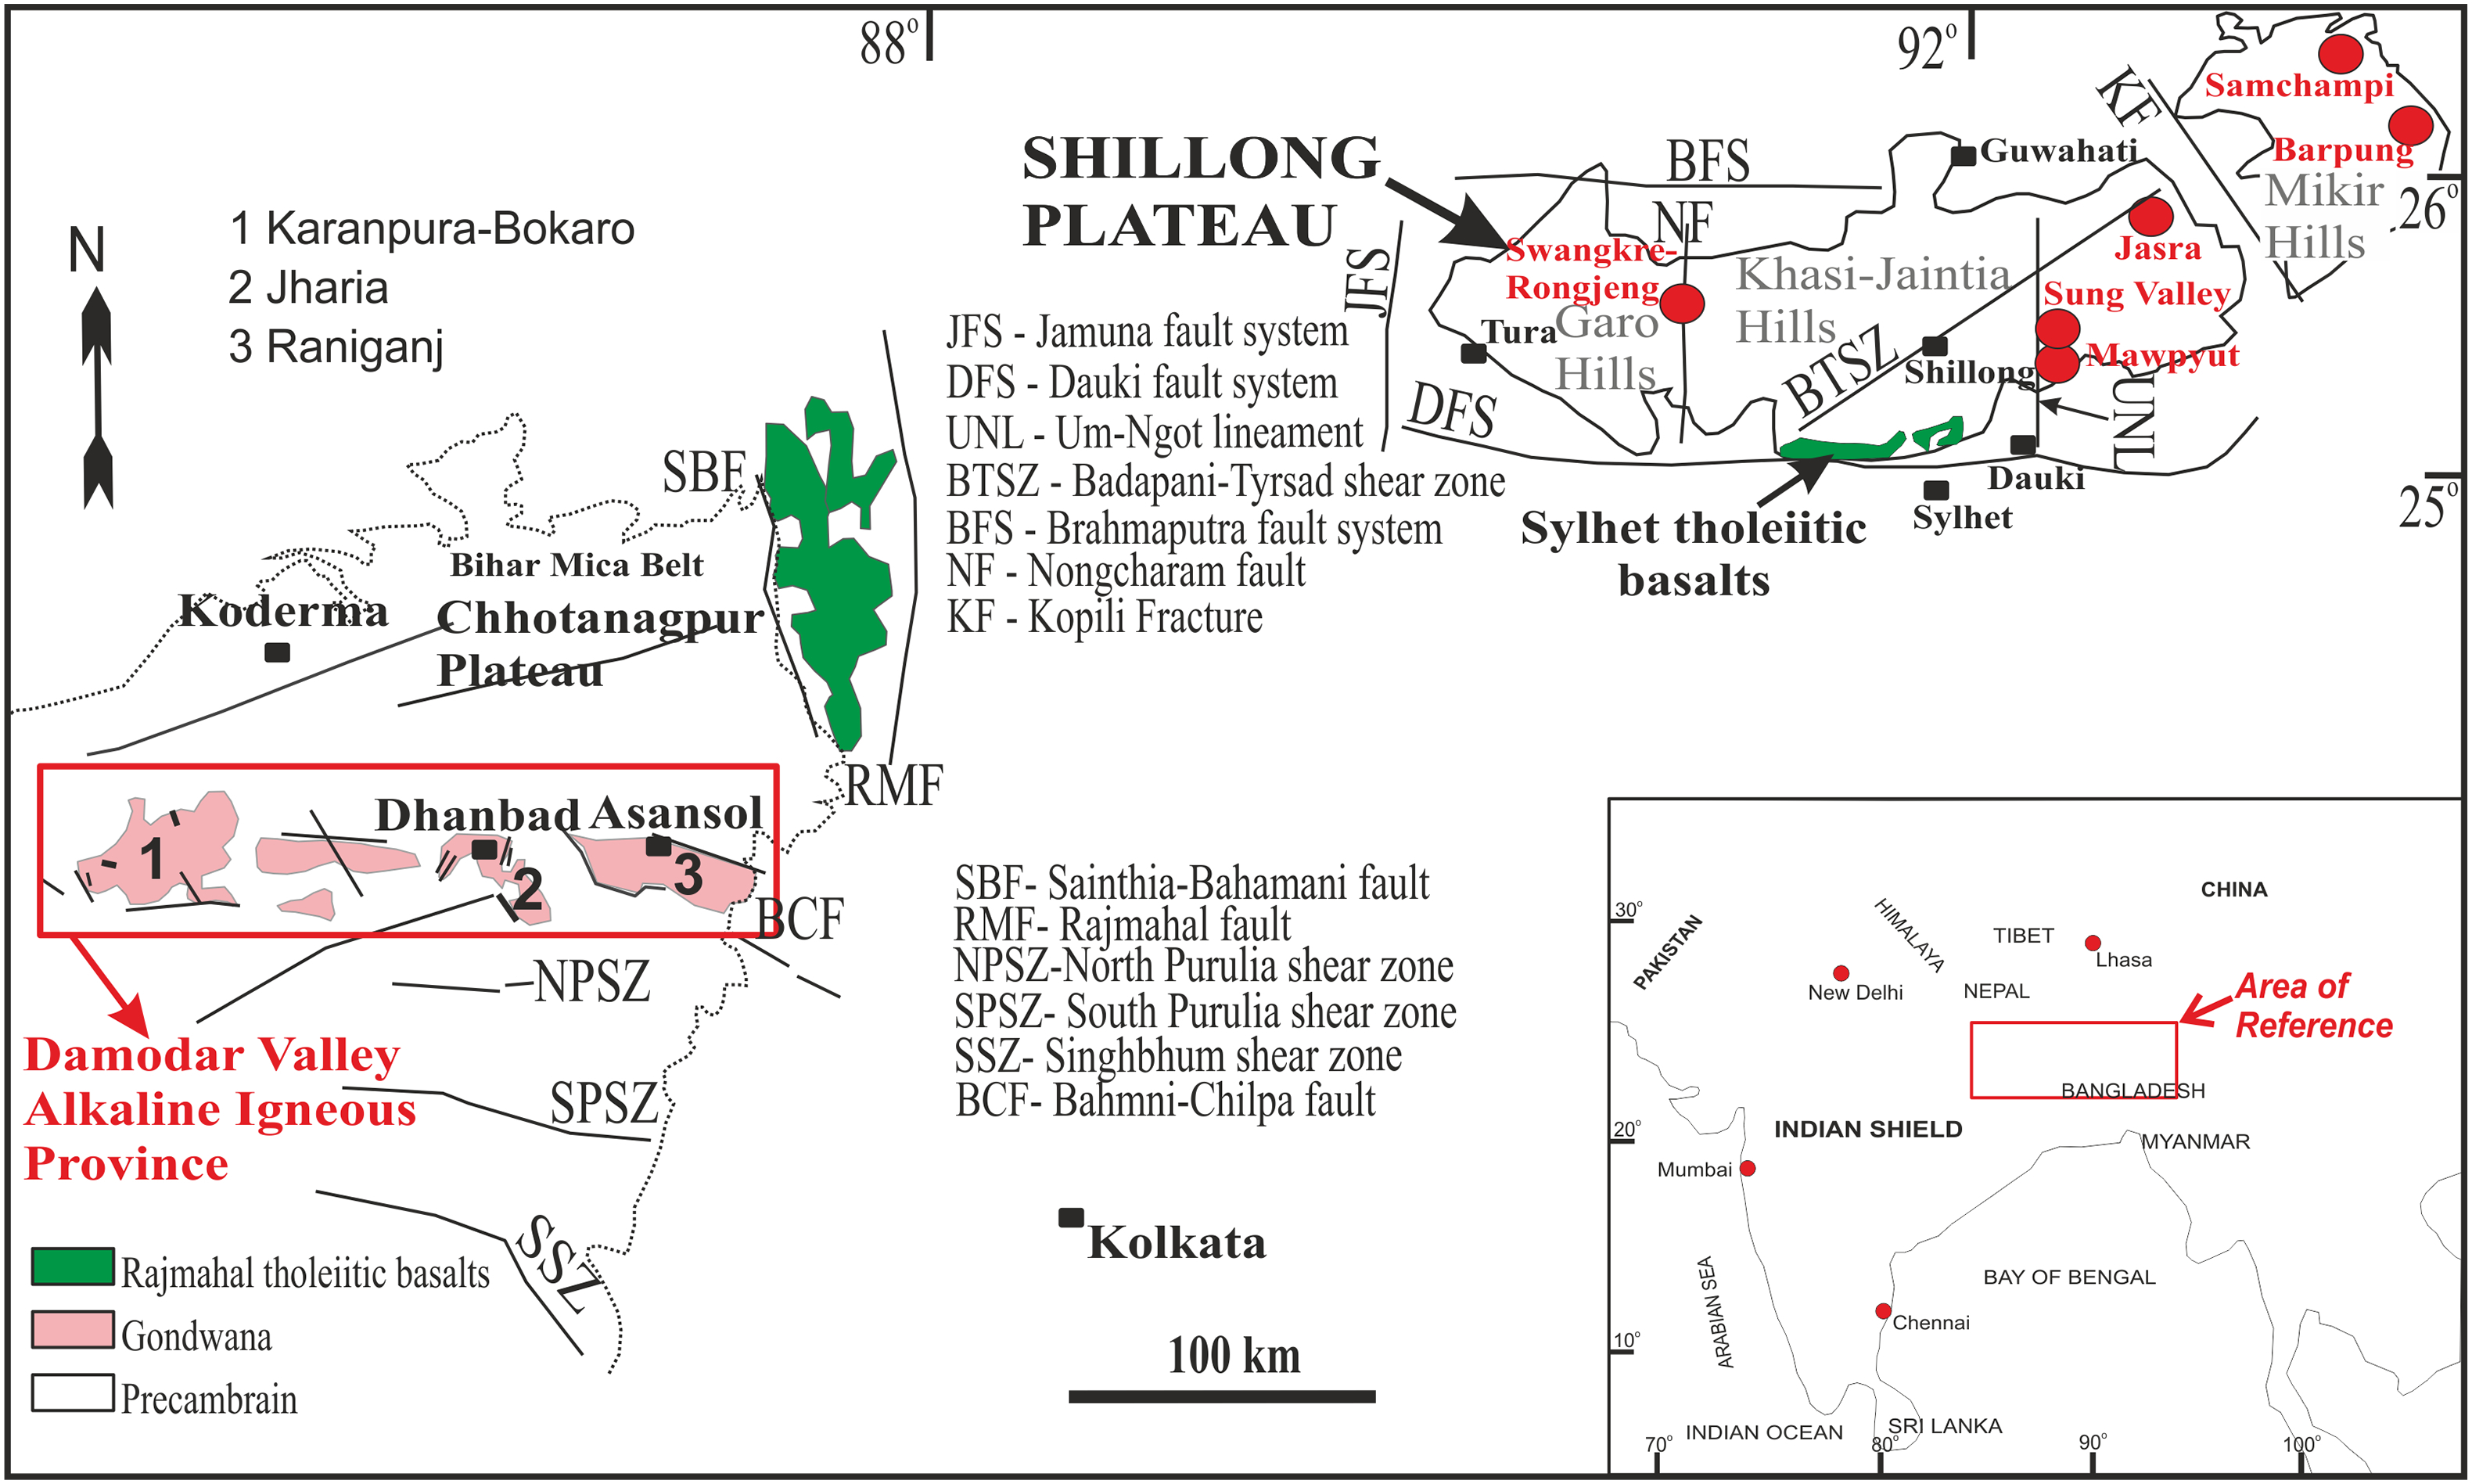 88°
92°
N
1 Karanpura-Bokaro
2 Jharia
3 Raniganj
SHILLONG
PLATEAU
BFS
NF
KF
JFS
DFS
BTSZ
UNL
Samchampi
Barpung
Mikir
Hills
26°
25°
Guwahati
Jasra
Swangkre-
Rongjeng
Khasi-Jaintia
Hills
Garo
Hills
Sung Valley
Mawpyut
Tura
Shillong
Dauki
Sylhet
Sylhet tholeiitic
basalts
JFS - Jamuna fault system
DFS - Dauki fault system
UNL - Um-Ngot lineament
BTSZ - Badapani-Tyrsad shear zone
BFS - Brahmaputra fault system
NF - Nongcharam fault
KF - Kopili Fracture
SBF
Bihar Mica Belt
Koderma
Chhotanagpur
Plateau
RMF
Dhanbad
Asansol
1
2
3
BCF
NPSZ
SPSZ
SSZ
Damodar Valley
Alkaline Igneous
Province
SBF- Sainthia-Bahamani fault
RMF- Rajmahal fault
NPSZ-North Purulia shear zone
SPSZ- South Purulia shear zone
SSZ- Singhbhum shear zone
BCF- Bahmni-Chilpa fault
Kolkata
100 km
Rajmahal tholeiitic basalts
Gondwana
Precambrain
30°
20°
10°
70°
80°
90°
100°
CHINA
PAKISTAN
HIMALAYA
TIBET
Lhasa
New Delhi
NEPAL
Area of
Reference
BANGLADESH
INDIAN SHIELD
MYANMAR
Mumbai
ARABIAN SEA
BAY OF BENGAL
Chennai
INDIAN OCEAN
SRI LANKA